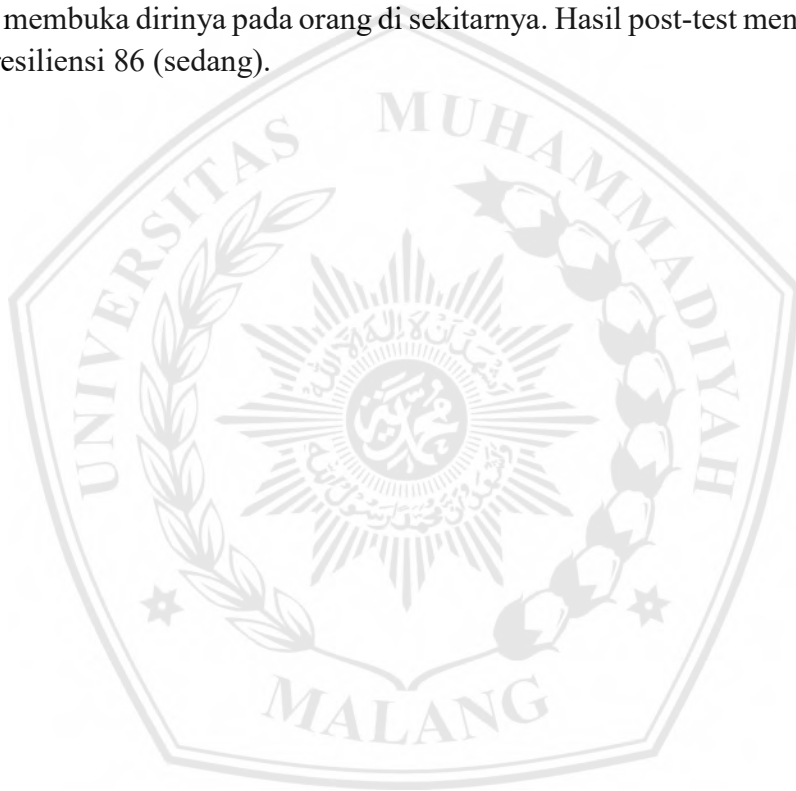 membuka dirinya pada orang di sekitarnya. Hasil post-test men
esiliensi 86 (sedang).
UNIVERSITAS MUHAMMADIYAH
MALANG